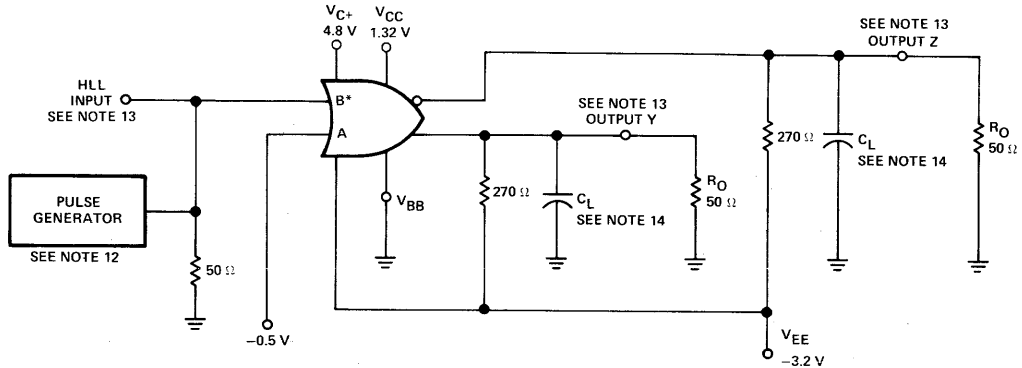 VC+
4.8 V
VCC
1.32 V
SEE NOTE 13
OUTPUT Z
HLL
INPUT
SEE NOTE 13
B*
A
SEE NOTE 13
OUTPUT Y
270 Ω
CL
SEE NOTE 14
RO
50 Ω
PULSE
GENERATOR
SEE NOTE 12
50 Ω
VBB
270 Ω
CL
SEE NOTE 14
RO
50 Ω
−0.5 V
VEE
−3.2 V